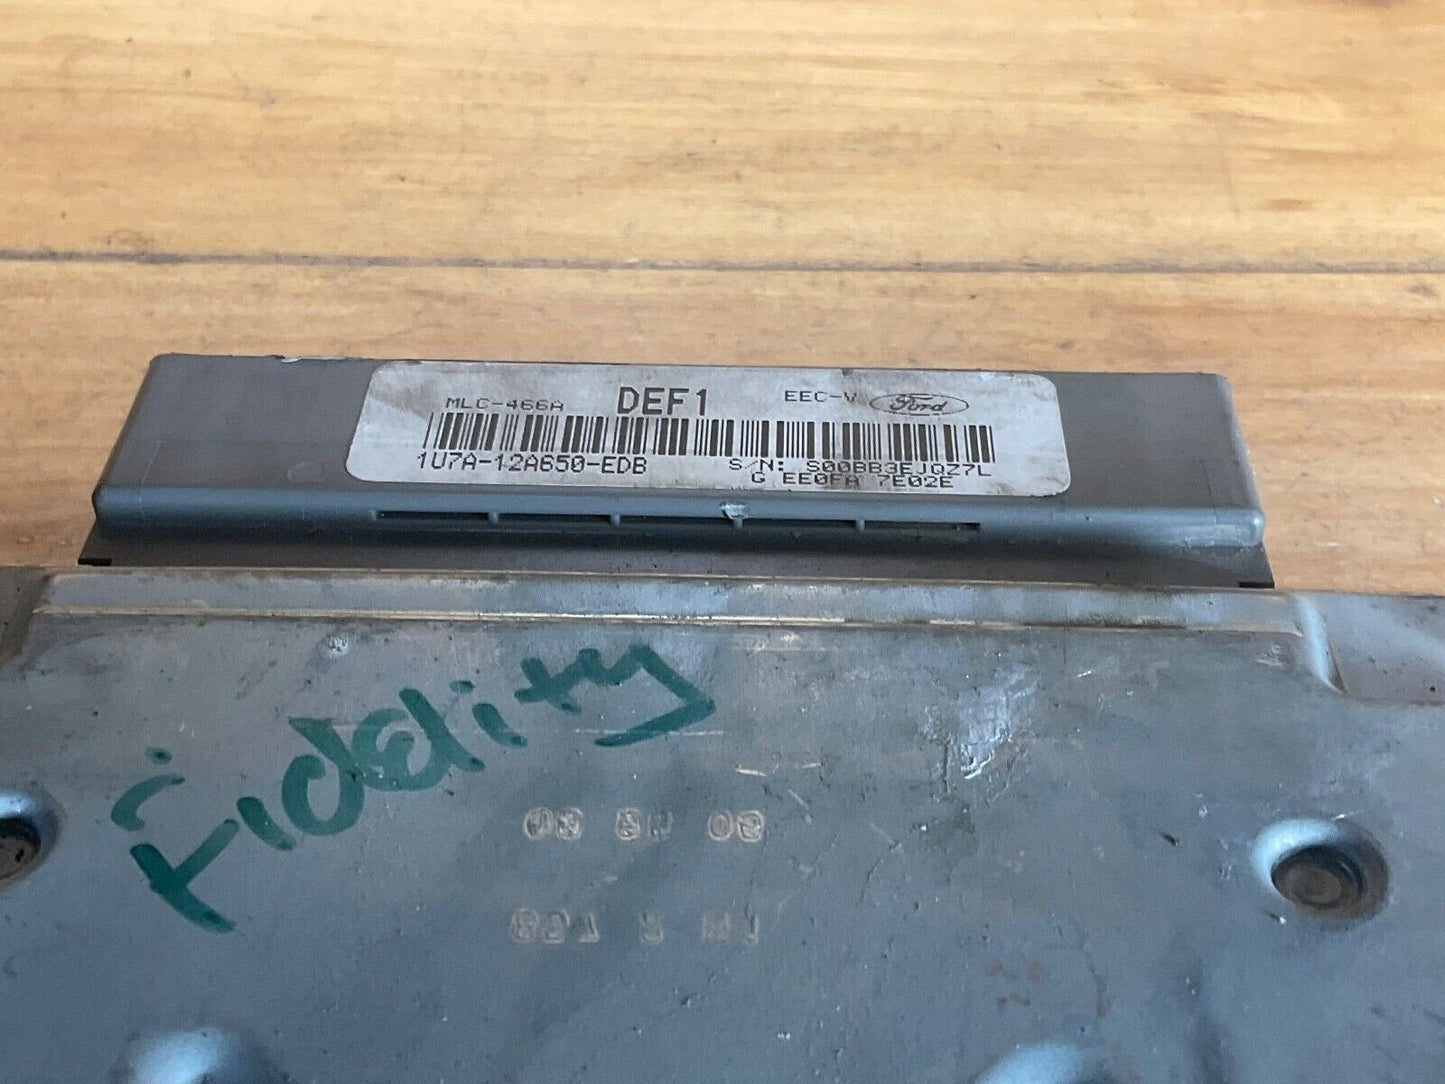 MLC-466A DEF1 EEC-V Ford
1U7A-12A650-EDB S/N: S00BB3EJQZ7L
G EE0FA 7E02E
Fidelity